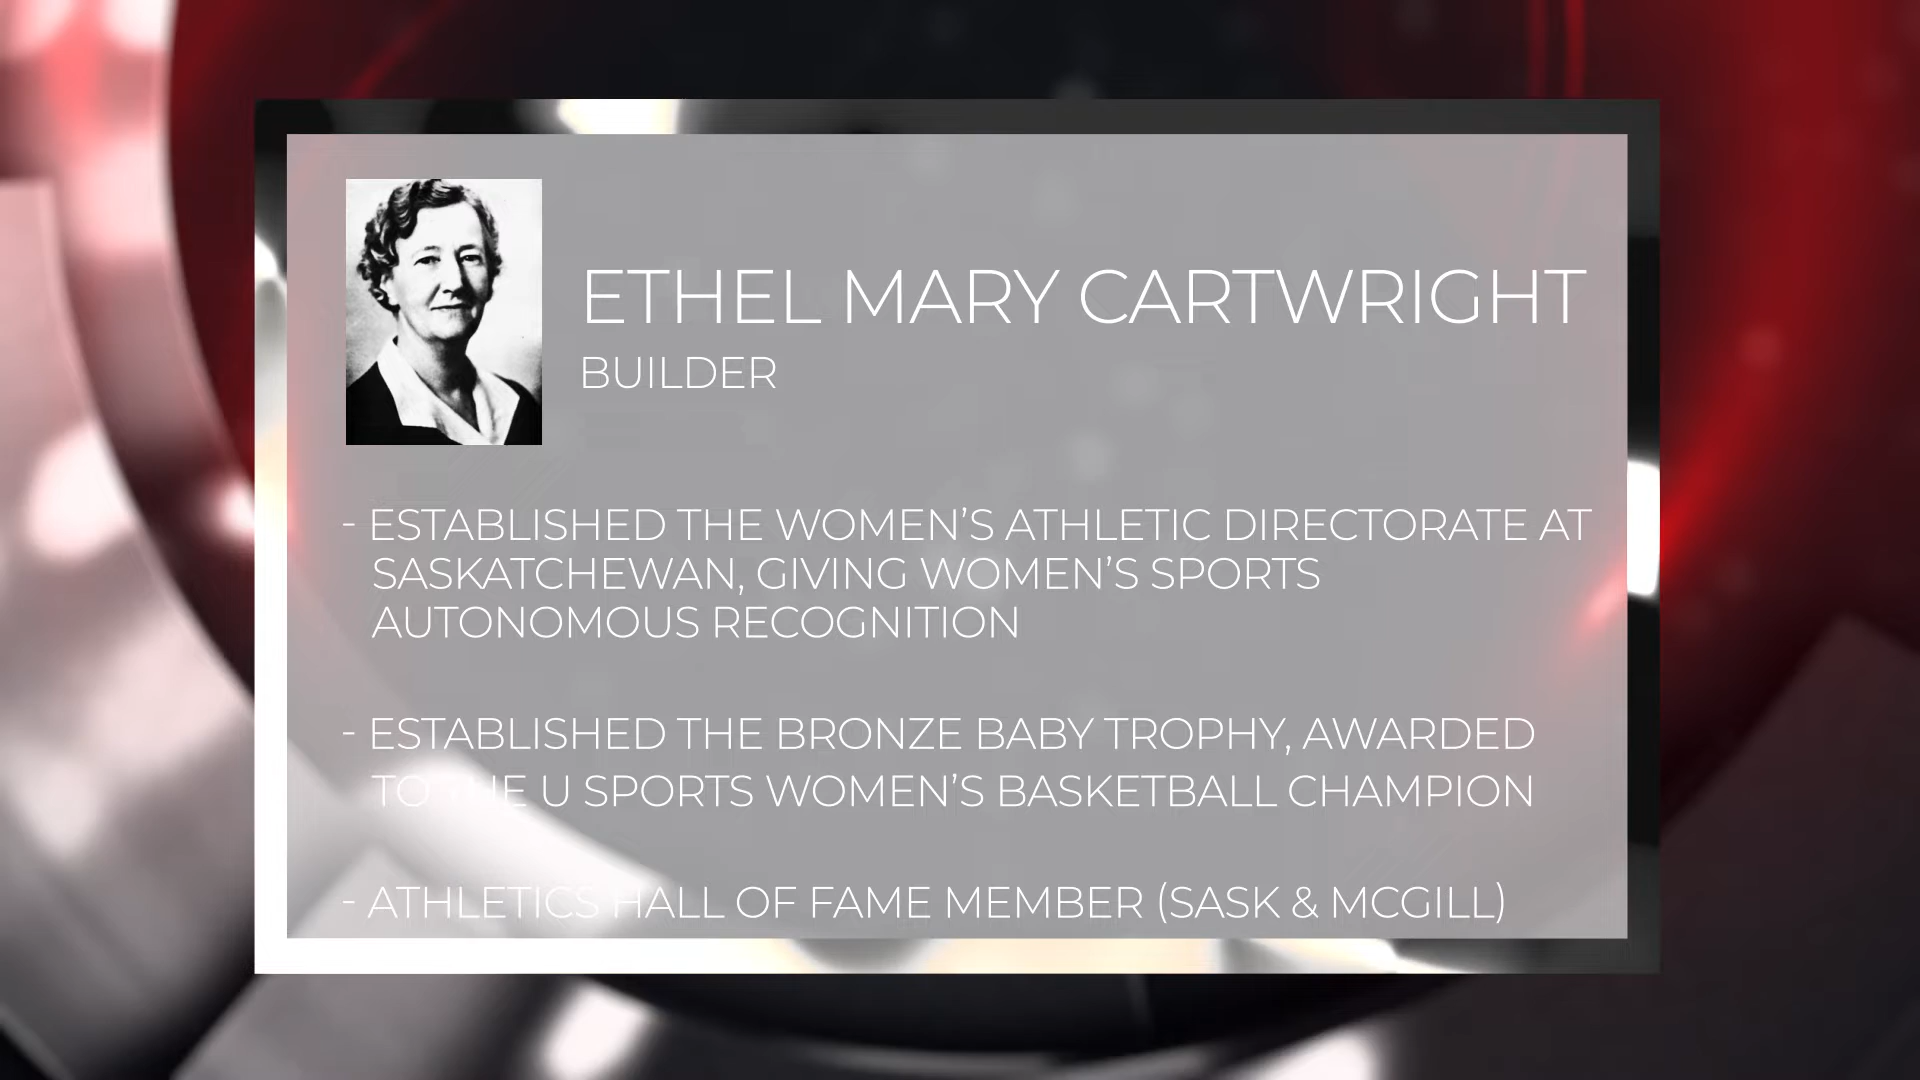 ETHEL MARY CARTWRIGHT
BUILDER
- ESTABLISHED THE WOMEN'S ATHLETIC DIRECTORATE AT
SASKATCHEWAN, GIVING WOMEN'S SPORTS
AUTONOMOUS RECOGNITION
- ESTABLISHED THE BRONZE BABY TROPHY, AWARDED
TO THE U SPORTS WOMEN'S BASKETBALL CHAMPION
- ATHLETICS HALL OF FAME MEMBER (SASK & MCGILL)